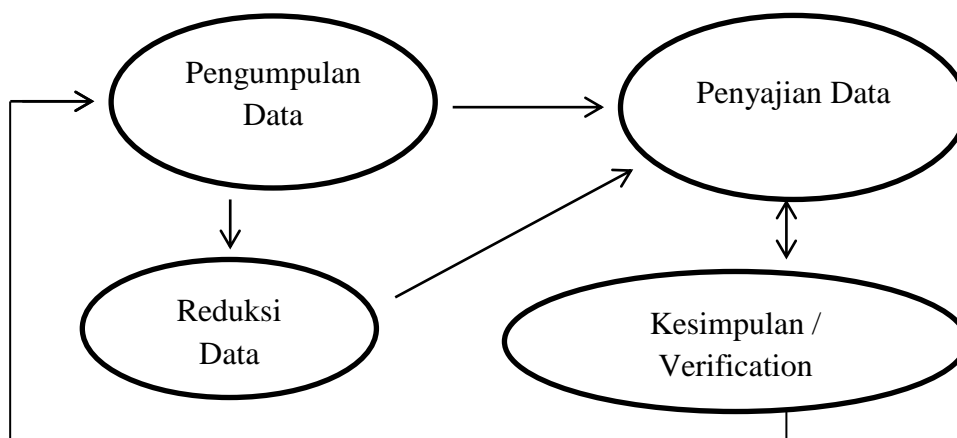 Pengumpulan
Data
Penyajian Data
Reduksi
Data
Kesimpulan /
Verification